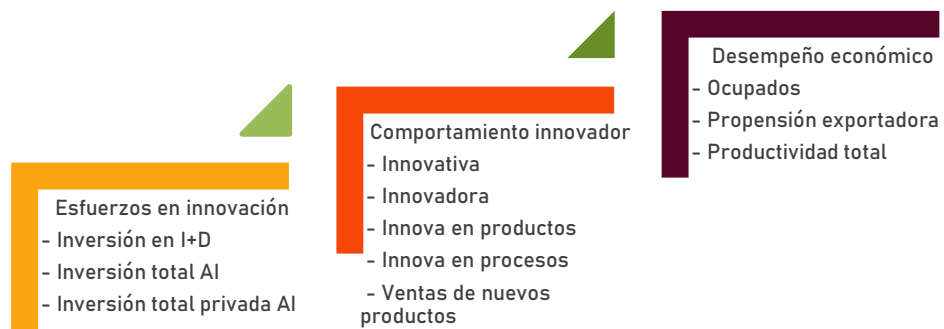 Esfuerzos en innovación
- Inversión en I+D
- Inversión total AI
- Inversión total privada AI
Comportamiento innovador
- Innovativa
- Innovadora
- Innova en productos
- Innova en procesos
- Ventas de nuevos
productos
Desempeño económico
- Ocupados
- Propensión exportadora
- Productividad total